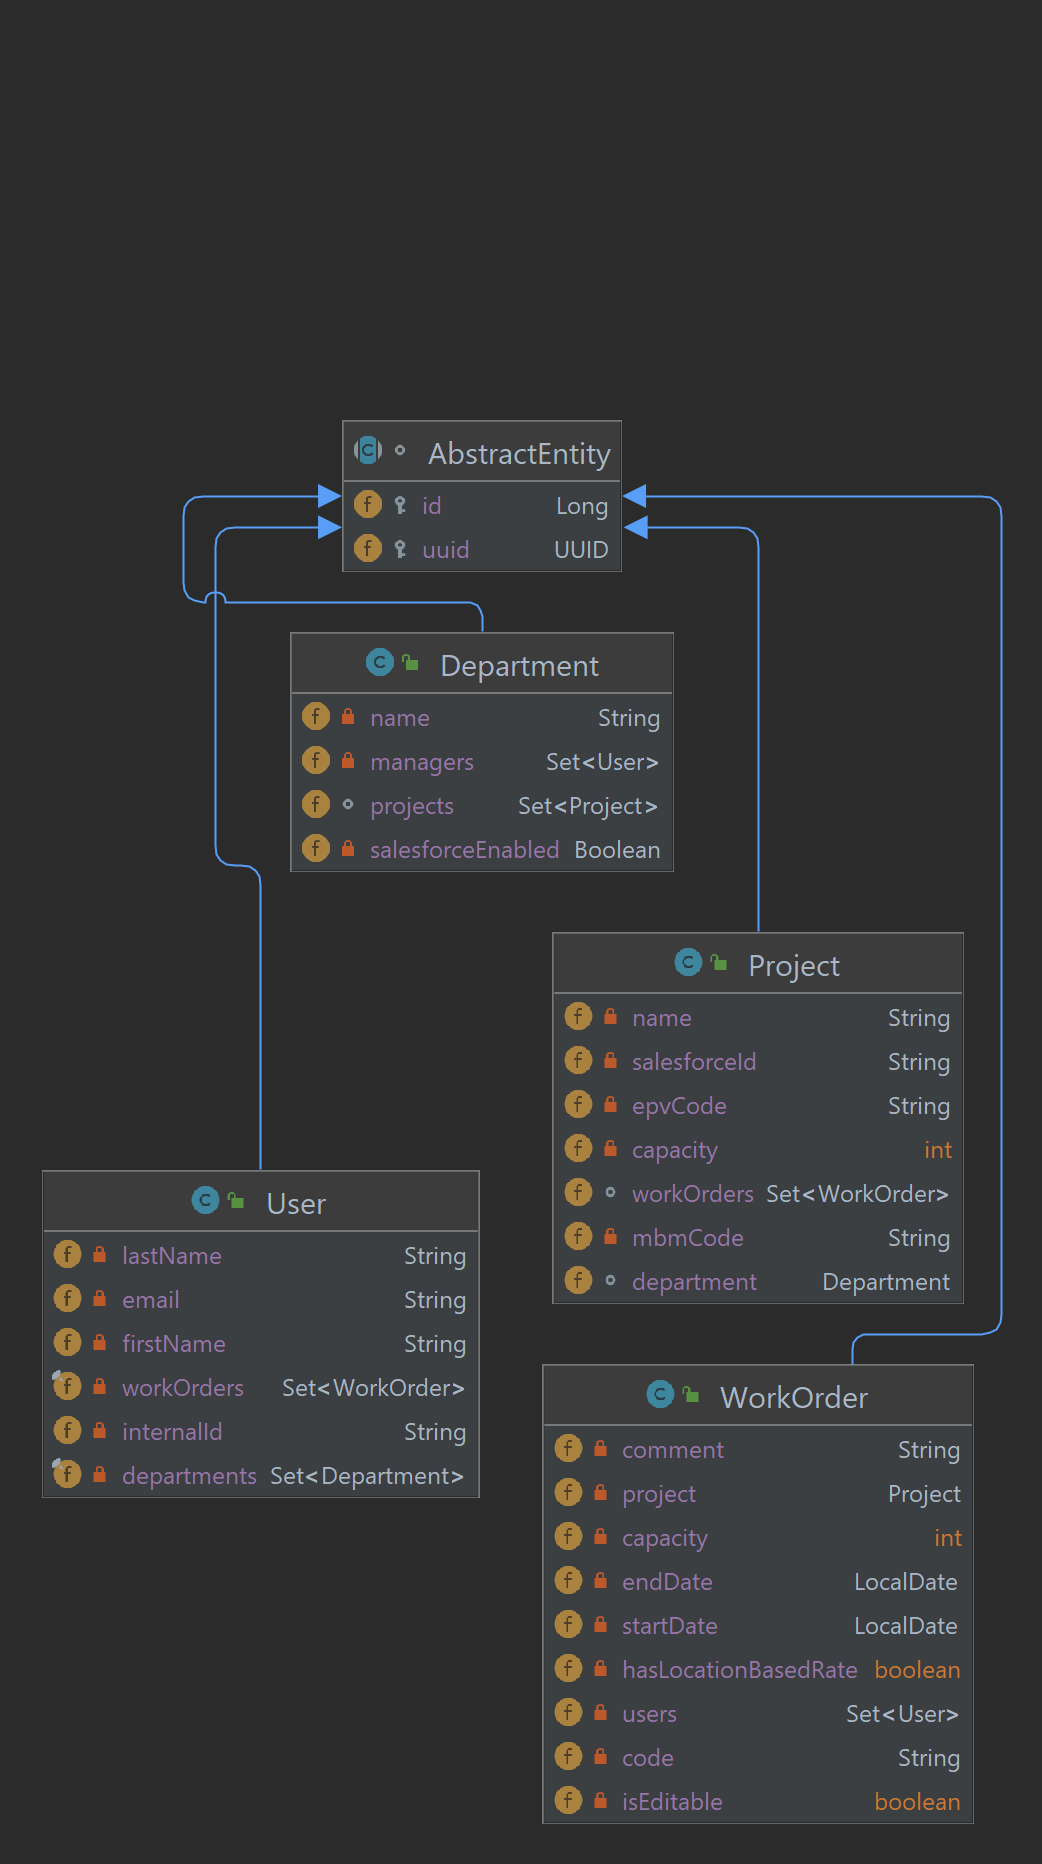 AbstractEntity
id Long
uuid UUID
Department
name String
managers Set<User>
projects Set<Project>
salesforceEnabled Boolean
Project
name String
salesforceId String
epvCode String
capacity int
workOrders Set<WorkOrder>
mbmCode String
department Department
User
lastName String
email String
firstName String
workOrders Set<WorkOrder>
internalId String
departments Set<Department>
WorkOrder
comment String
project Project
capacity int
endDate LocalDate
startDate LocalDate
hasLocationBasedRate boolean
users Set<User>
code String
isEditable boolean